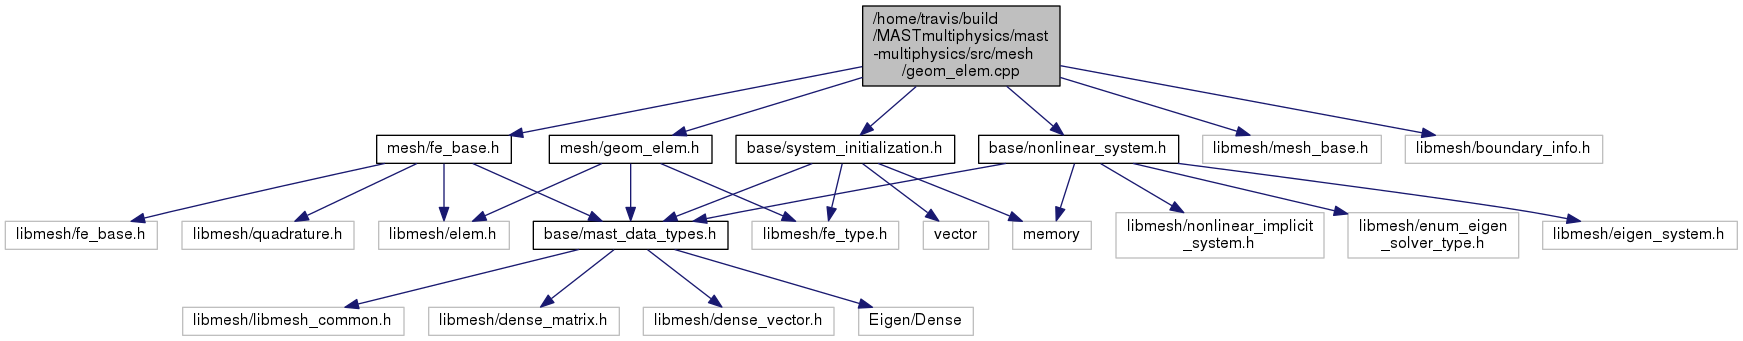 /home/travis/build
/MASTmultiphysics/mast
-multiphysics/src/mesh
/geom_elem.cpp
mesh/fe_base.h
mesh/geom_elem.h
base/system_initialization.h
base/nonlinear_system.h
libmesh/mesh_base.h
libmesh/boundary_info.h
libmesh/fe_base.h
libmesh/quadrature.h
libmesh/elem.h
base/mast_data_types.h
libmesh/fe_type.h
vector
memory
libmesh/nonlinear_implicit
_system.h
libmesh/enum_eigen
_solver_type.h
libmesh/eigen_system.h
libmesh/libmesh_common.h
libmesh/dense_matrix.h
libmesh/dense_vector.h
Eigen/Dense